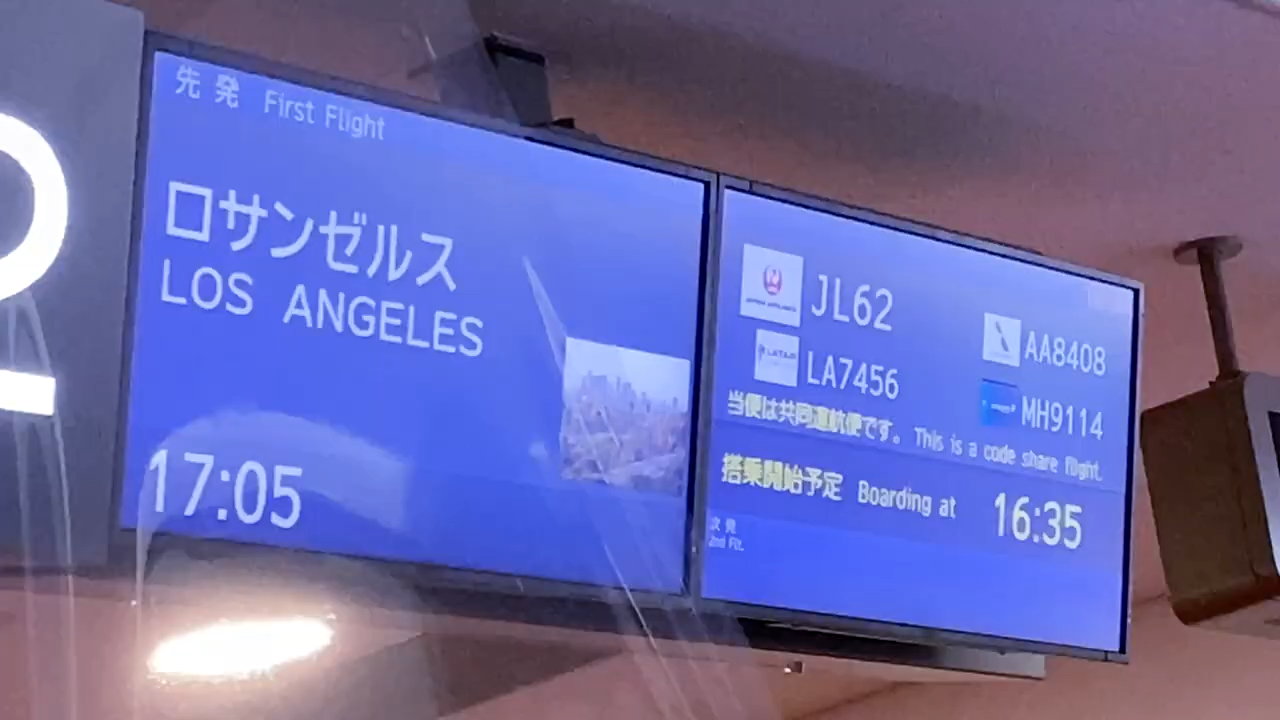 先発 First Flight
ロサンゼルス
LOS ANGELES
17:05
JL62
AA8408
LA7456
MH9114
当便は共同運航便です。 This is a code share flight.
搭乗開始予定 Boarding at 16:35
次発
2nd Flt.